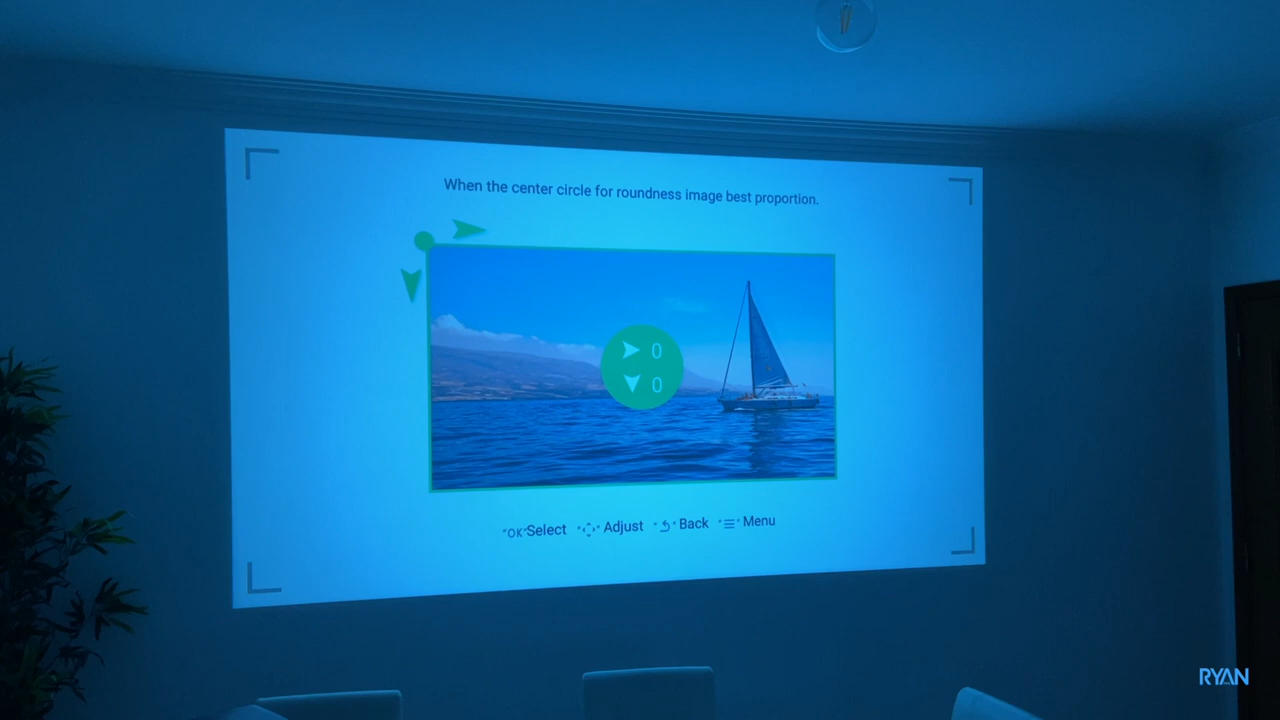 When the center circle for roundness image best proportion.
0
0
"OK"Select Adjust Back Menu
RYAN